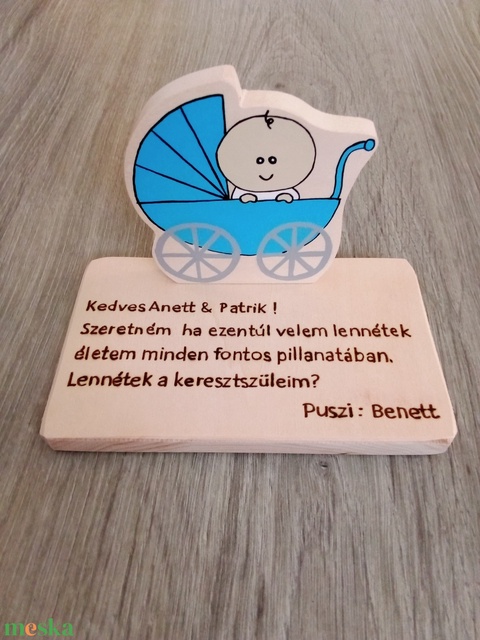 Kedves Anett & Patrik !
Szeretném ha ezentúl velem lennétek
életem minden fontos pillanatában.
Lennétek a keresztszüleim?
Puszi : Benett
meska